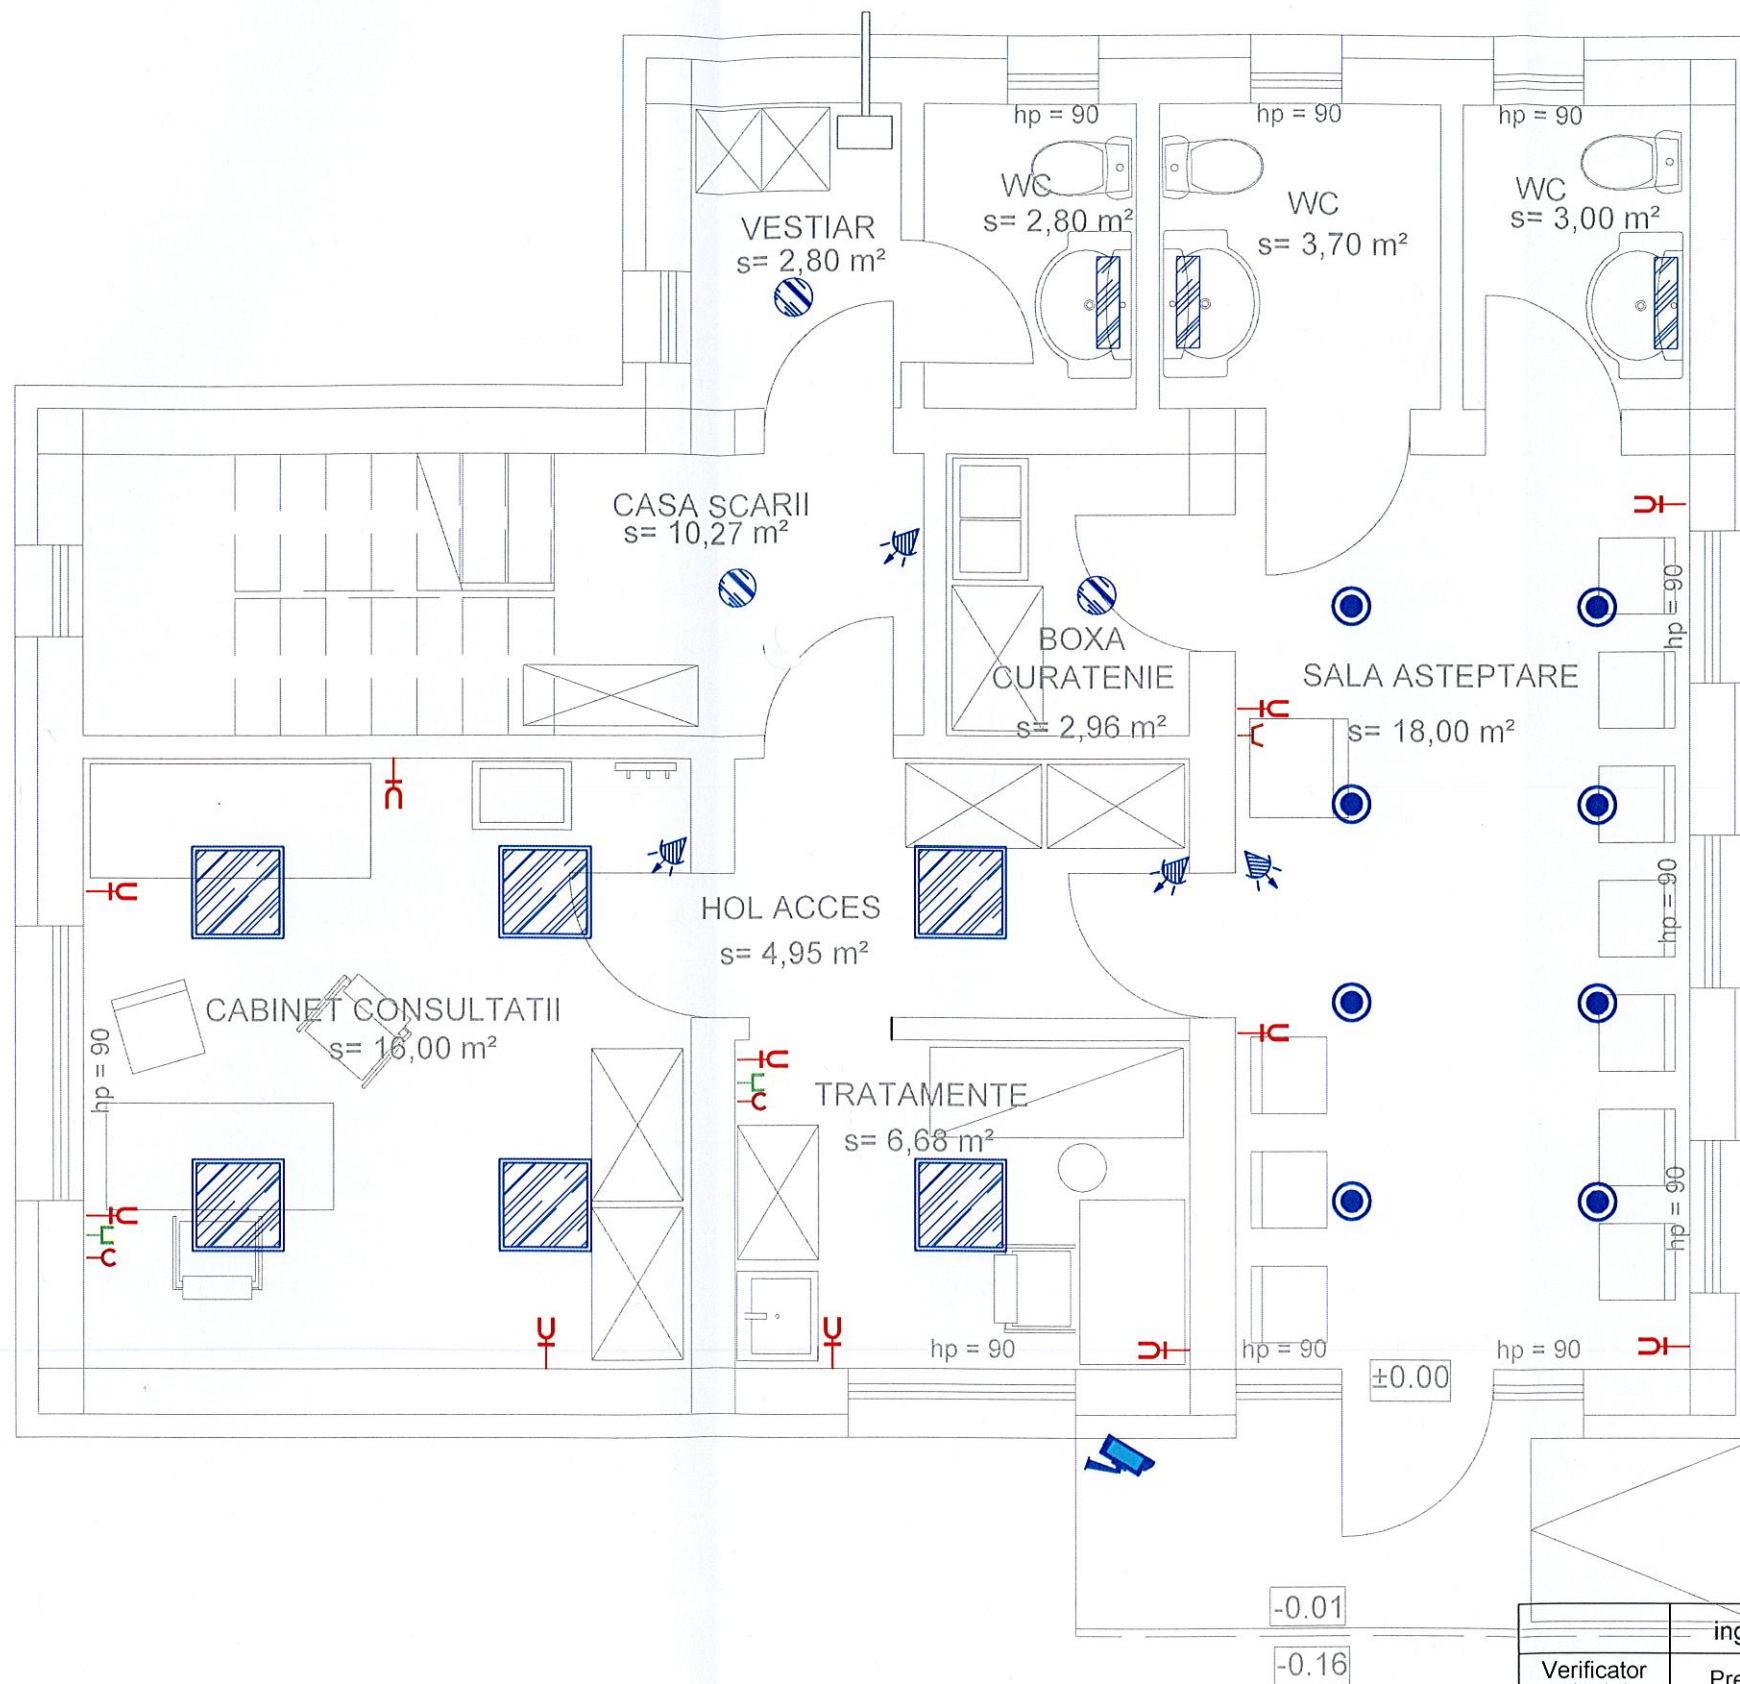 hp = 90
hp = 90
hp = 90
WC
s= 2,80 m²
WC
s= 3,70 m²
WC
s= 3,00 m²
VESTIAR
s= 2,80 m²
CASA SCARII
s= 10,27 m²
BOXA
CURATENIE
s= 2,96 m²
SALA ASTEPTARE
s= 18,00 m²
hp = 90
hp = 90
hp = 90
HOL ACCES
s= 4,95 m²
CABINET CONSULTATII
s= 16,00 m²
hp = 90
TRATAMENTE
s= 6,68 m²
hp = 90
hp = 90
hp = 90
±0.00
-0.01
-0.16
ing
Verificator
Pre